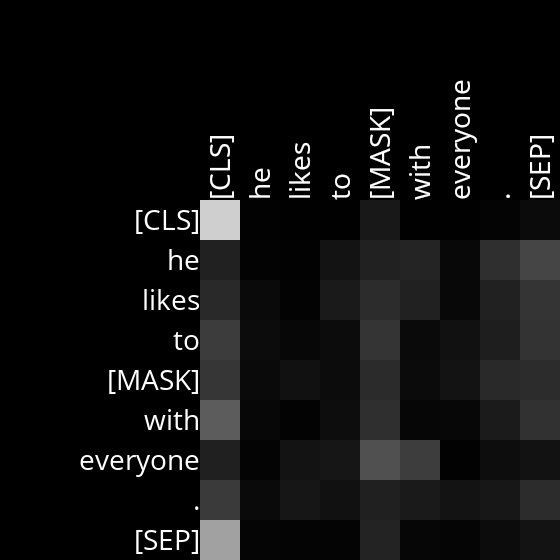 [CLS]
he
likes
to
[MASK]
with
everyone
.
[SEP]
[CLS]
he
likes
to
[MASK]
with
everyone
.
[SEP]